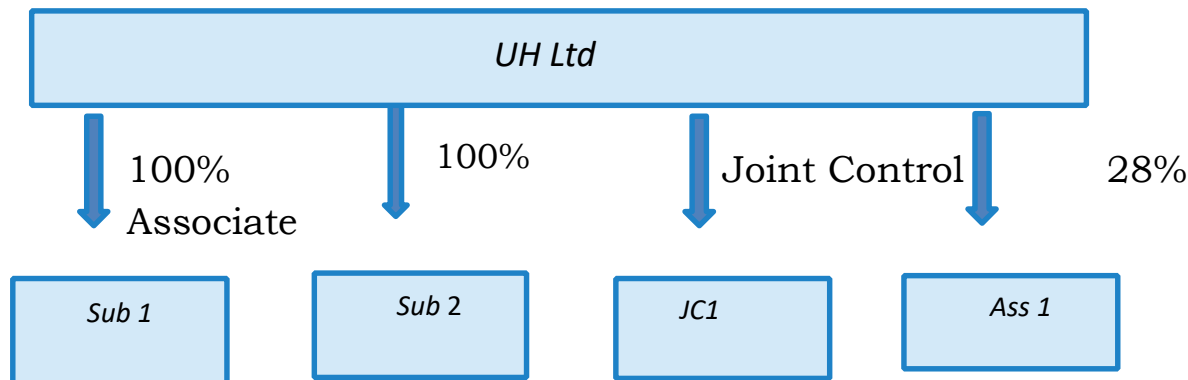 UH Ltd
100% 100% Joint Control 28%
Associate
Sub 1 Sub 2 JC1 Ass 1